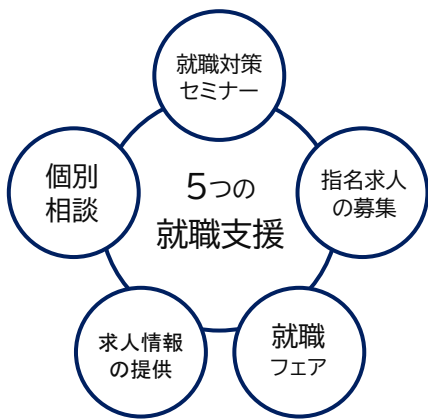 就職対策
セミナー
個別
相談
5つの
就職支援
指名求人
の募集
求人情報
の提供
就職
フェア